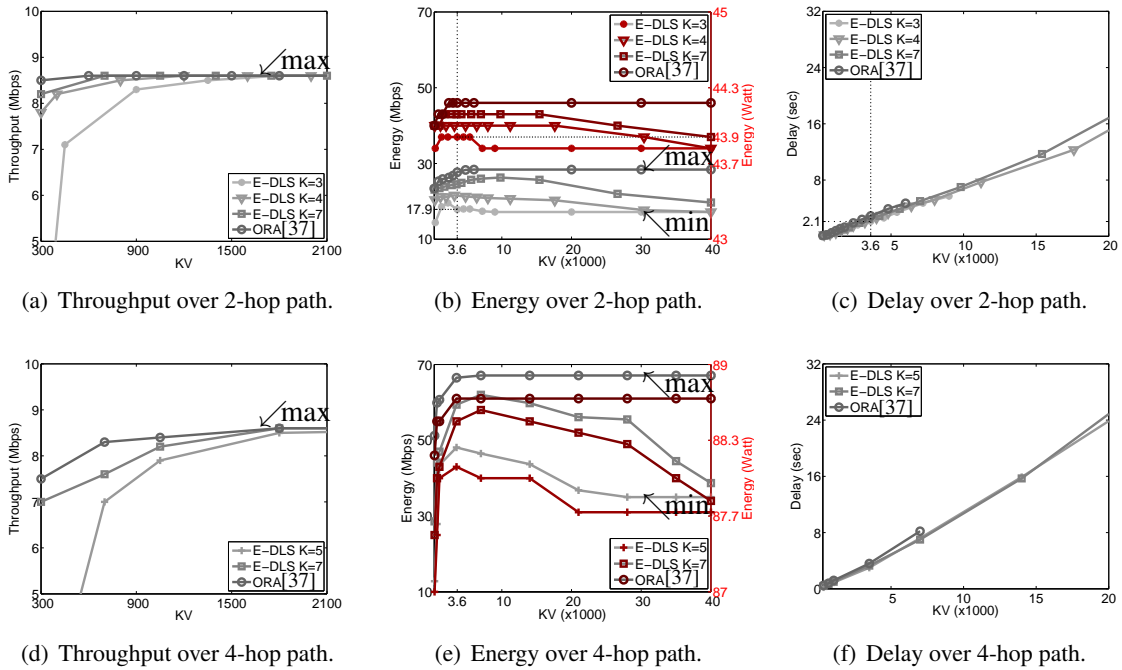 10
9
8
7
6
5
300
900
1500
2100
KV
Throughput (Mbps)
max
E-DLS K=3
E-DLS K=4
E-DLS K=7
ORA[37]
(a) Throughput over 2-hop path.
70
50
30
17.9
10
3.6
10
20
30
40
KV (x1000)
Energy (Mbps)
45
44.3
43.9
43.7
43
Energy (Watt)
max
min
E-DLS K=3
E-DLS K=4
E-DLS K=7
ORA[37]
(b) Energy over 2-hop path.
32
24
16
8
2.1
0
3.6
5
10
15
20
KV (x1000)
Delay (sec)
E-DLS K=3
E-DLS K=4
E-DLS K=7
ORA[37]
(c) Delay over 2-hop path.
10
9
8
7
6
5
300
900
1500
2100
KV
Throughput (Mbps)
max
E-DLS K=5
E-DLS K=7
ORA[37]
(d) Throughput over 4-hop path.
70
50
30
10
3.6
10
20
30
40
KV (x1000)
Energy (Mbps)
89
88.3
87.7
87
Energy (Watt)
max
min
E-DLS K=5
E-DLS K=7
ORA[37]
(e) Energy over 4-hop path.
32
24
16
8
0
5
10
15
20
KV (x1000)
Delay (sec)
E-DLS K=5
E-DLS K=7
ORA[37]
(f) Delay over 4-hop path.